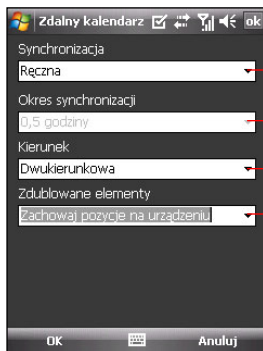 Zdalny kalendarz ok
Synchronizacja
Ręczna
Okres synchronizacji
0,5 godziny
Kierunek
Dwukierunkowa
Zdublowane elementy
Zachowaj pozycje na urządzeniu
OK Anuluj